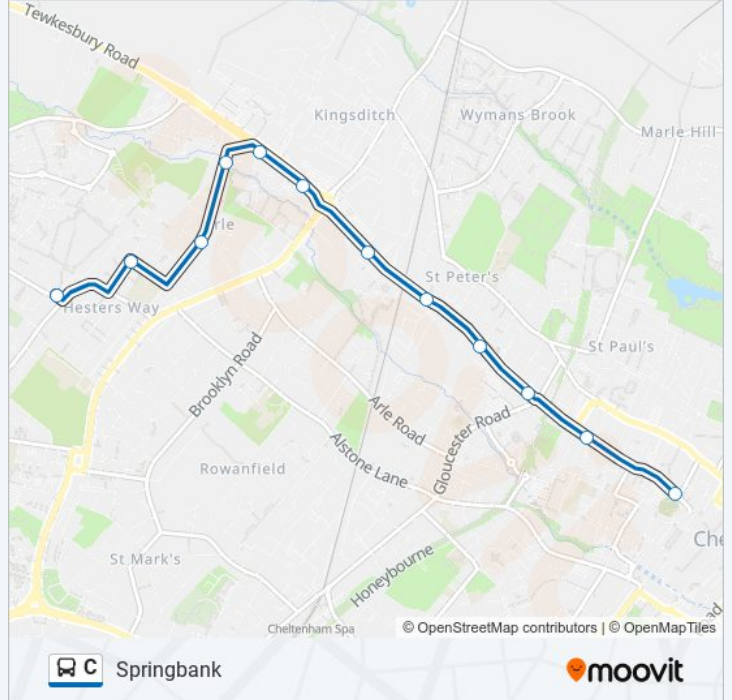 Tewkesbury Road
Kingsditch
Wymans Brook
Marle Hill
rle
St Peter's
Hesters Way
St Paul's
Brooklyn Road
Arle Road
Gloucester Road
Alstone Lane
Rowanfield
Che
St Mark's
Honeybourne
ad
Cheltenham Spa
© OpenStreetMap contributors | © OpenMapTiles
C Springbank
moovit